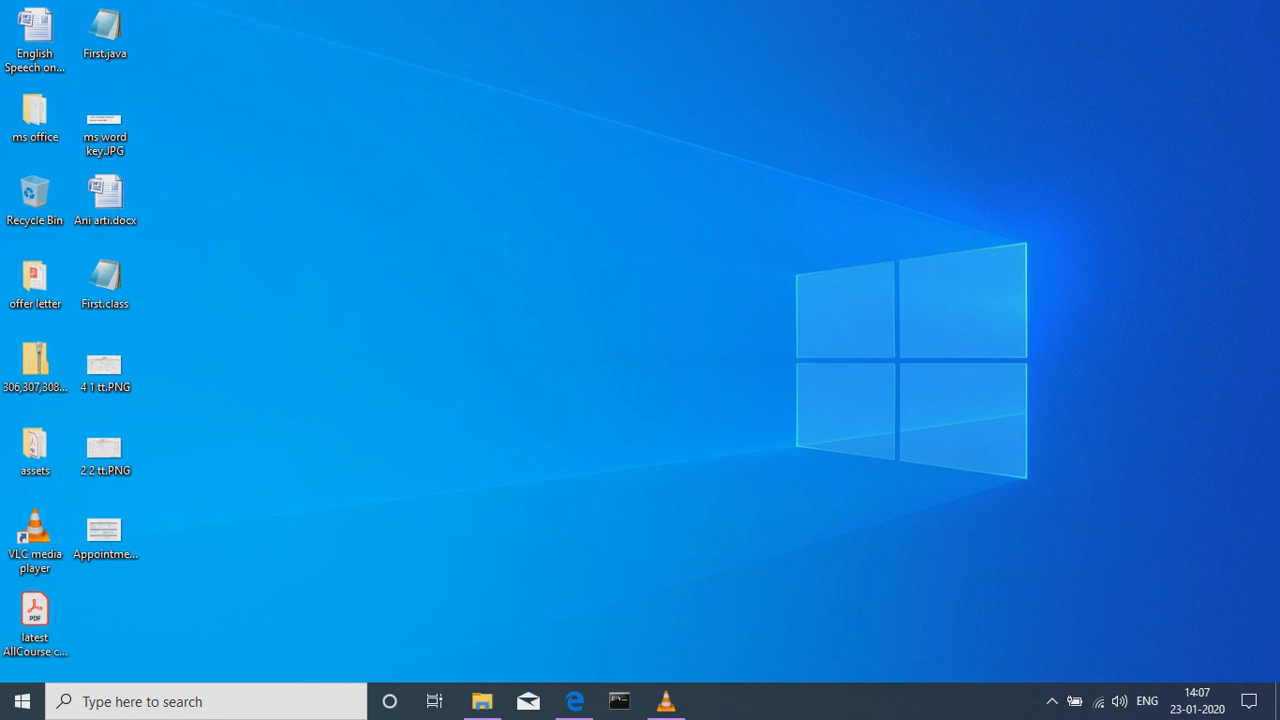 English
Speech on...
First.java
ms office
ms word
key.JPG
Recycle Bin
Ani arti.docx
offer letter
First.class
306,307,308...
4 1 tt.PNG
assets
2 2 tt.PNG
VLC media
player
Appointme...
PDF
latest
AllCourse c...
Type here to search
ENG
14:07
23-01-2020